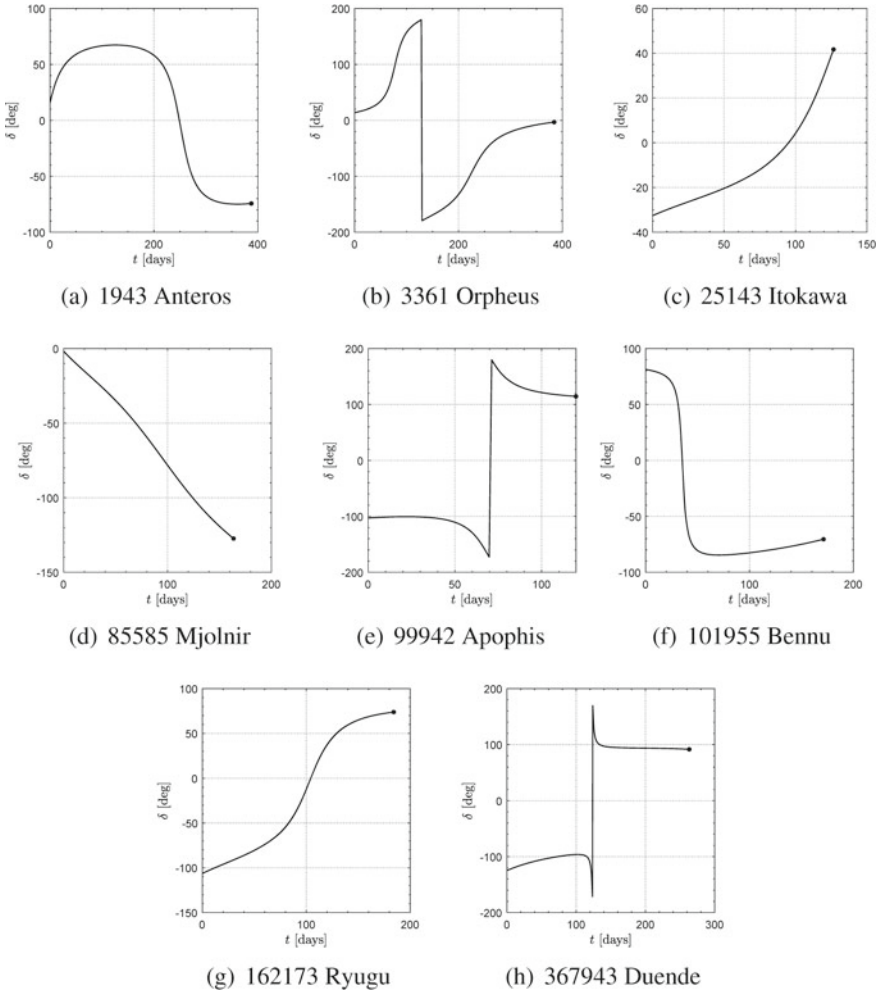 100
50
0
-50
-100
δ [deg]
0 200 400
t [days]
(a) 1943 Anteros
200
100
0
-100
-200
δ [deg]
0 200 400
t [days]
(b) 3361 Orpheus
60
40
20
0
-20
-40
δ [deg]
0 50 100 150
t [days]
(c) 25143 Itokawa
0
-50
-100
-150
δ [deg]
0 100 200
t [days]
(d) 85585 Mjolnir
200
100
0
-100
-200
δ [deg]
0 50 100
t [days]
(e) 99942 Apophis
100
50
0
-50
-100
δ [deg]
0 100 200
t [days]
(f) 101955 Bennu
100
50
0
-50
-100
-150
δ [deg]
0 100 200
t [days]
(g) 162173 Ryugu
200
100
0
-100
-200
δ [deg]
0 100 200 300
t [days]
(h) 367943 Duende